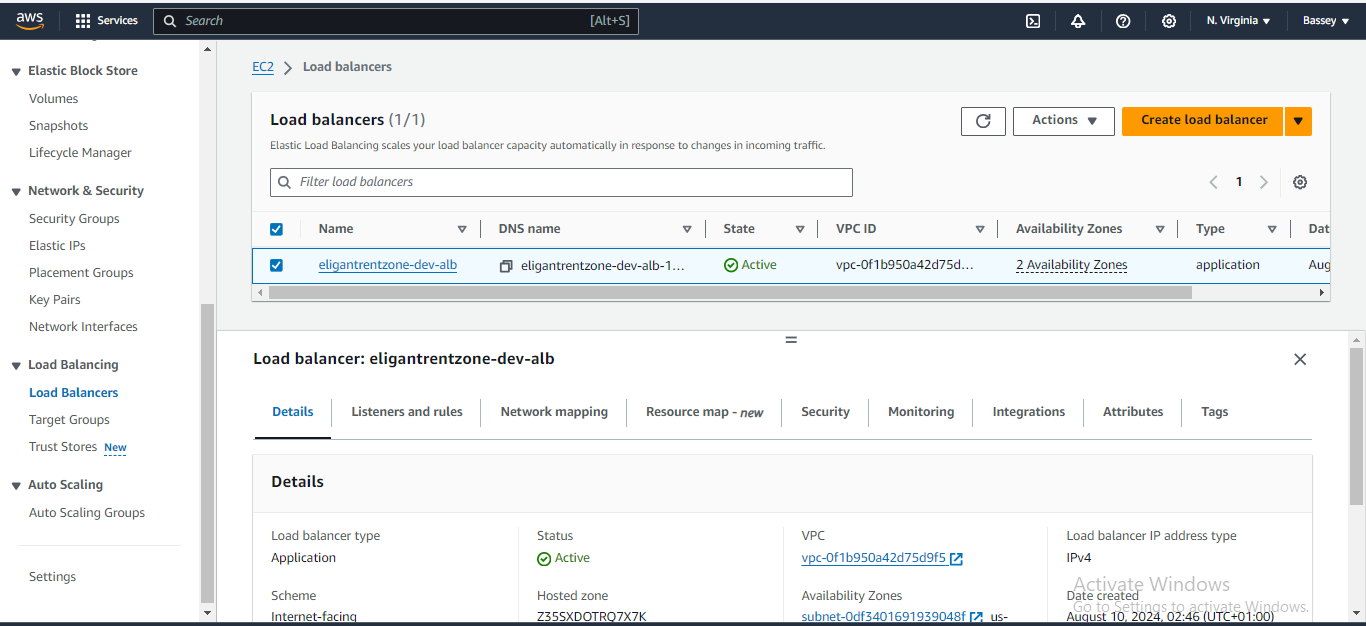 aws Services Search [Alt+S] N. Virginia Bassey
Elastic Block Store
Volumes
Snapshots
Lifecycle Manager
Network & Security
Security Groups
Elastic IPs
Placement Groups
Key Pairs
Network Interfaces
Load Balancing
Load Balancers
Target Groups
Trust Stores New
Auto Scaling
Auto Scaling Groups
Settings
EC2 Load balancers
Load balancers (1/1) Actions Create load balancer
Elastic Load Balancing scales your load balancer capacity automatically in response to changes in incoming traffic.
Filter load balancers 1
Name DNS name State VPC ID Availability Zones Type Dat
eligantrentzone-dev-alb eligantrentzone-dev-alb-1... Active vpc-0f1b950a42d75d... 2 Availability Zones application Aug
Load balancer: eligantrentzone-dev-alb
Details Listeners and rules Network mapping Resource map - new Security Monitoring Integrations Attributes Tags
Details
Load balancer type Status VPC Load balancer IP address type
Application Active vpc-0f1b950a42d75d9f5 IPv4
Scheme Hosted zone Availability Zones Date created
Internet-facing Z35SXDOTRQ7X7K subnet-0df3401691939048f us- August 10, 2024, 02:46 (UTC+01:00)
Activate Windows
Go to Settings to activate Windows.